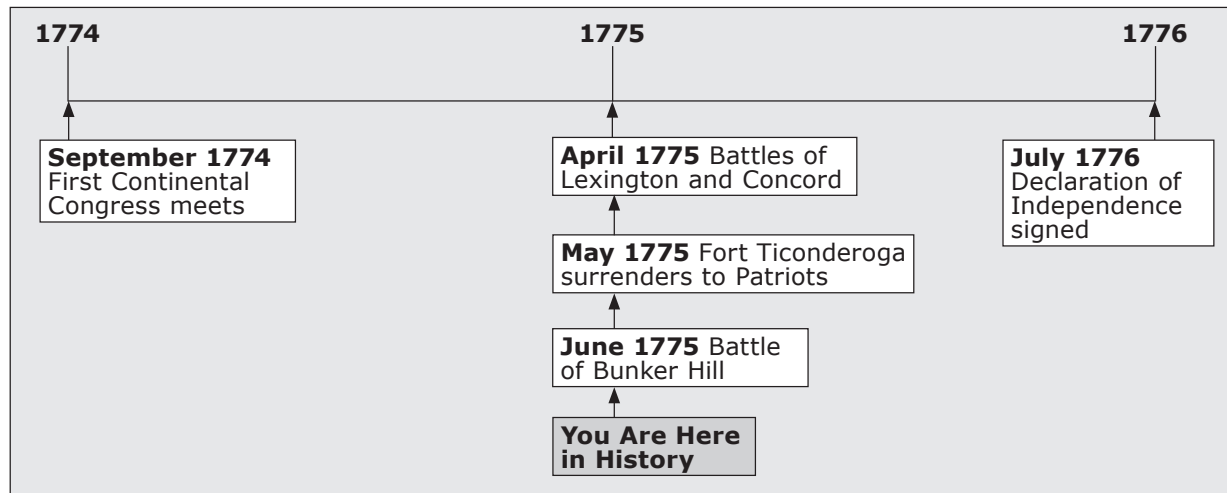 1774
1775
1776
September 1774
First Continental
Congress meets
April 1775 Battles of
Lexington and Concord
July 1776
Declaration of
Independence
signed
May 1775 Fort Ticonderoga
surrenders to Patriots
June 1775 Battle
of Bunker Hill
You Are Here
in History